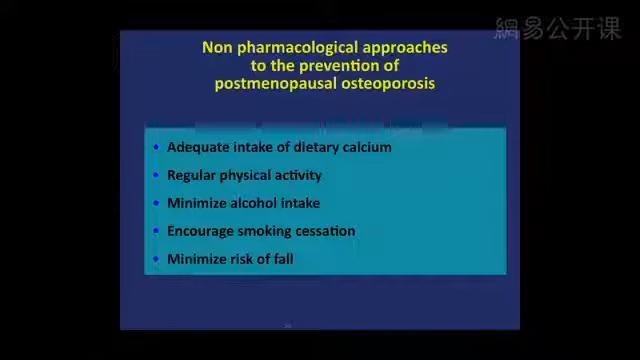 網易公开课
Non pharmacological approaches
to the prevention of
postmenopausal osteoporosis
• Adequate intake of dietary calcium
• Regular physical activity
• Minimize alcohol intake
• Encourage smoking cessation
• Minimize risk of fall